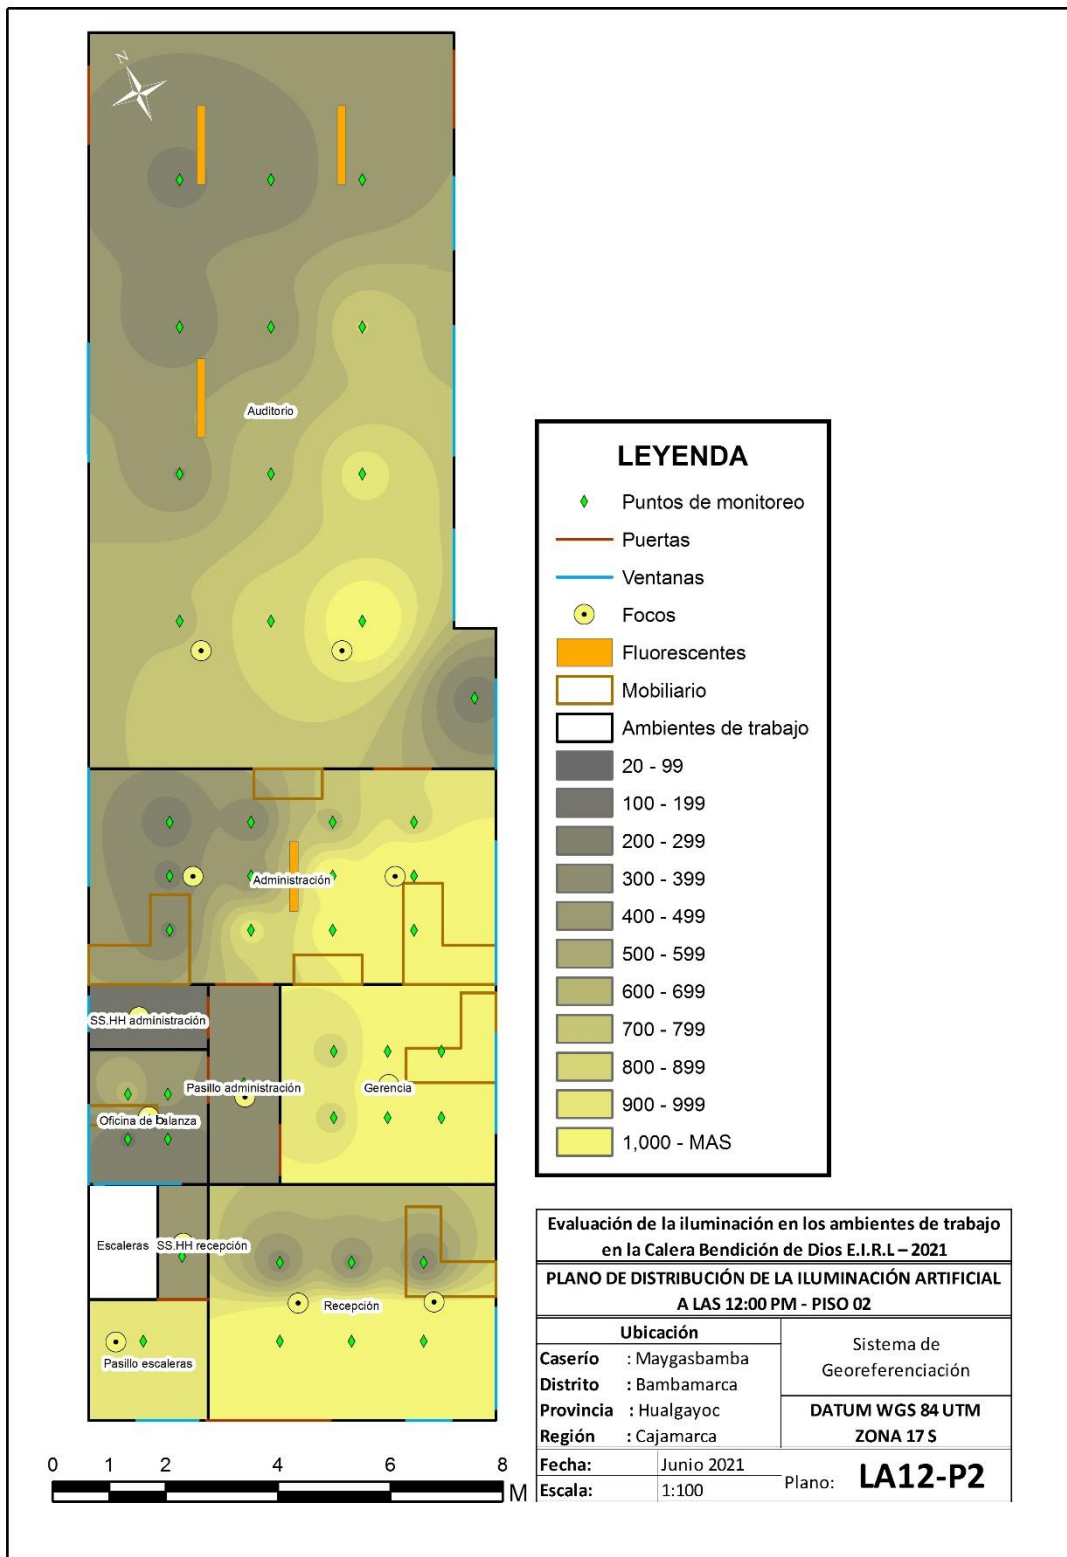 N
Auditorio
Administración
SS.HH administración
Pasillo administración
Gerencia
Oficina de balanza
Escaleras
SS.HH recepción
Recepción
Pasillo escaleras
0 1 2 4 6 8
M
LEYENDA
Puntos de monitoreo
Puertas
Ventanas
Focos
Fluorescentes
Mobiliario
Ambientes de trabajo
20 - 99
100 - 199
200 - 299
300 - 399
400 - 499
500 - 599
600 - 699
700 - 799
800 - 899
900 - 999
1,000 - MAS
Evaluación de la iluminación en los ambientes de trabajo
en la Calera Bendición de Dios E.I.R.L – 2021
PLANO DE DISTRIBUCIÓN DE LA ILUMINACIÓN ARTIFICIAL
A LAS 12:00 PM - PISO 02
Ubicación
Caserío : Maygasbamba
Distrito : Bambamarca
Provincia : Hualgayoc
Región : Cajamarca
Sistema de
Georeferenciación
DATUM WGS 84 UTM
ZONA 17 S
Fecha: Junio 2021
Escala: 1:100
Plano: LA12-P2